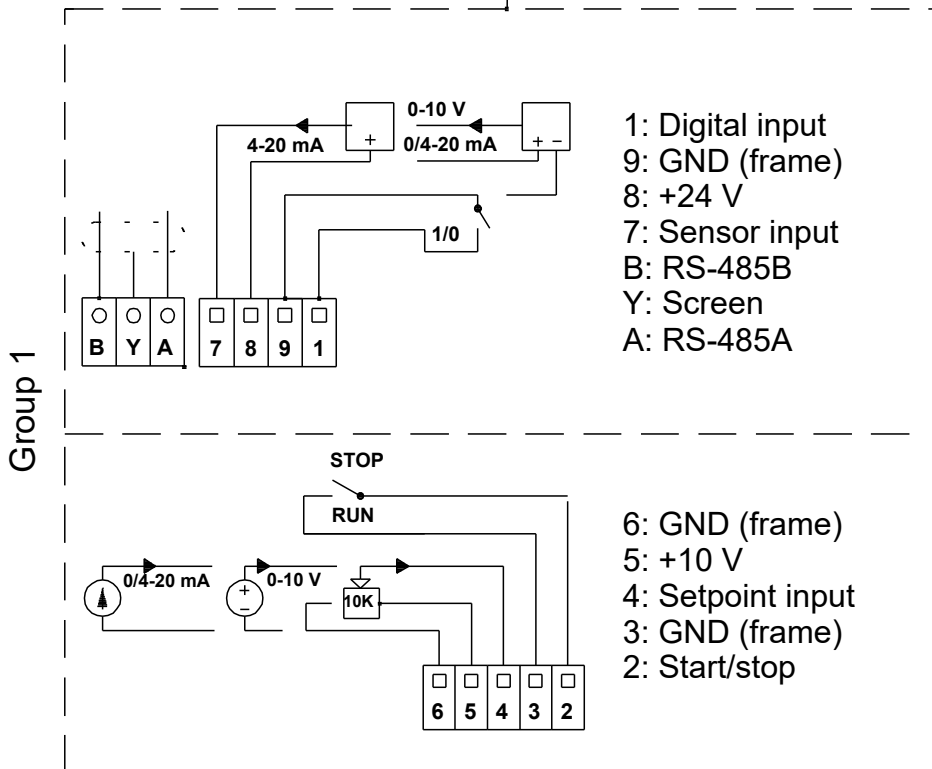 Group 1
0-10 V
4-20 mA
0/4-20 mA
+
+ -
1/0
B Y A
7 8 9 1
1: Digital input
9: GND (frame)
8: +24 V
7: Sensor input
B: RS-485B
Y: Screen
A: RS-485A
STOP
RUN
0/4-20 mA
0-10 V
+
-
10K
6 5 4 3 2
6: GND (frame)
5: +10 V
4: Setpoint input
3: GND (frame)
2: Start/stop